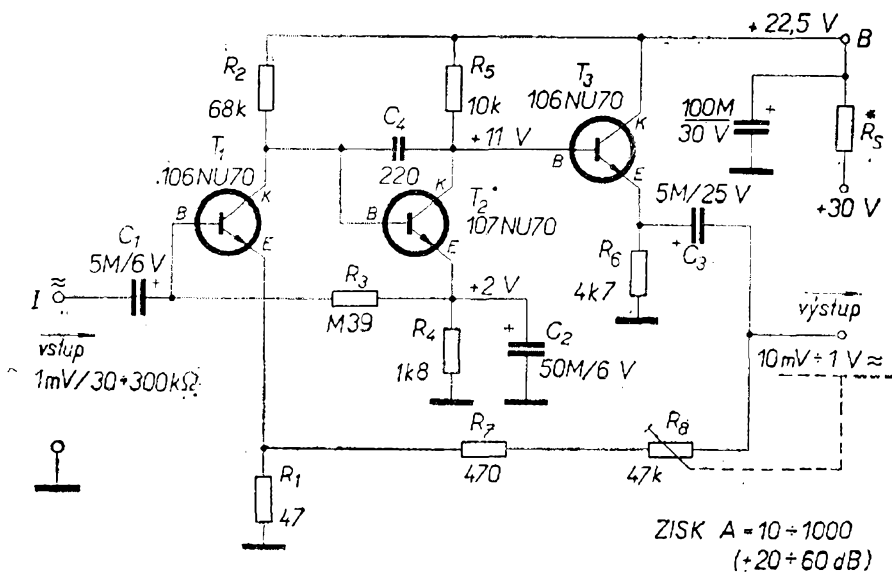 + 22,5 V
B
R2
68k
R5
10k
T3
106NU70
K
B
E
100M
30 V
+
RS*
+30V
C4
220
+11 V
T1
106NU70
K
B
E
T2
107NU70
K
B
E
5M/25 V
+
C3
C1
5M/6 V
+
I
≈
vstup
1mV/30÷300kΩ
R3
M39
+2 V
R4
1k8
+
C2
50M/6 V
R6
4k7
výstup
10mV÷1 V≈
R7
470
R8
47k
R1
47
ZISK A = 10÷1000
(+20÷60 dB)